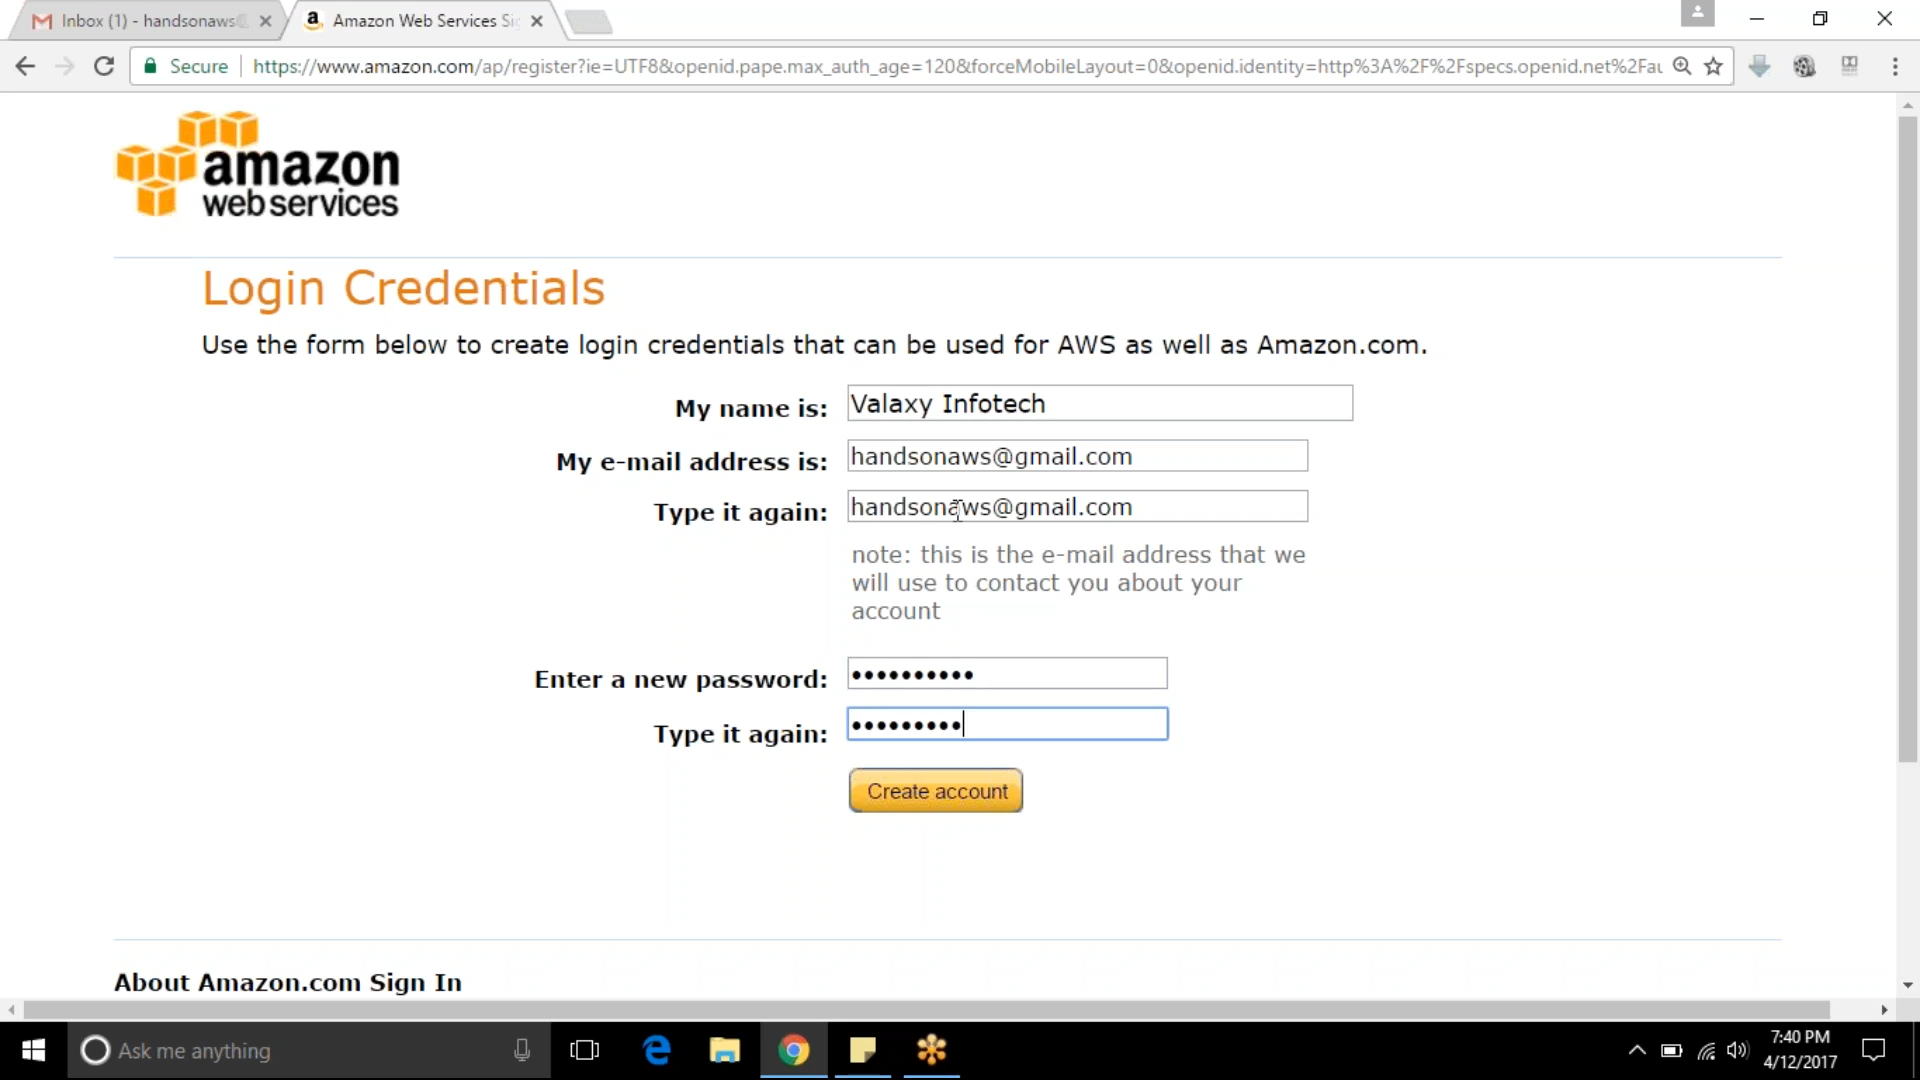 Inbox (1) - handsonaws@
Amazon Web Services Sig
Secure
https://www.amazon.com/ap/register?ie=UTF8&openid.pape.max_auth_age=120&forceMobileLayout=0&openid.identity=http%3A%2F%2Fspecs.openid.net%2Fau
amazon
web services
Login Credentials
Use the form below to create login credentials that can be used for AWS as well as Amazon.com.
My name is: Valaxy Infotech
My e-mail address is: handsonaws@gmail.com
Type it again: handsonaws@gmail.com
note: this is the e-mail address that we
will use to contact you about your
account
Enter a new password: ••••••••••
Type it again: •••••••••
Create account
About Amazon.com Sign In
Ask me anything
7:40 PM
4/12/2017